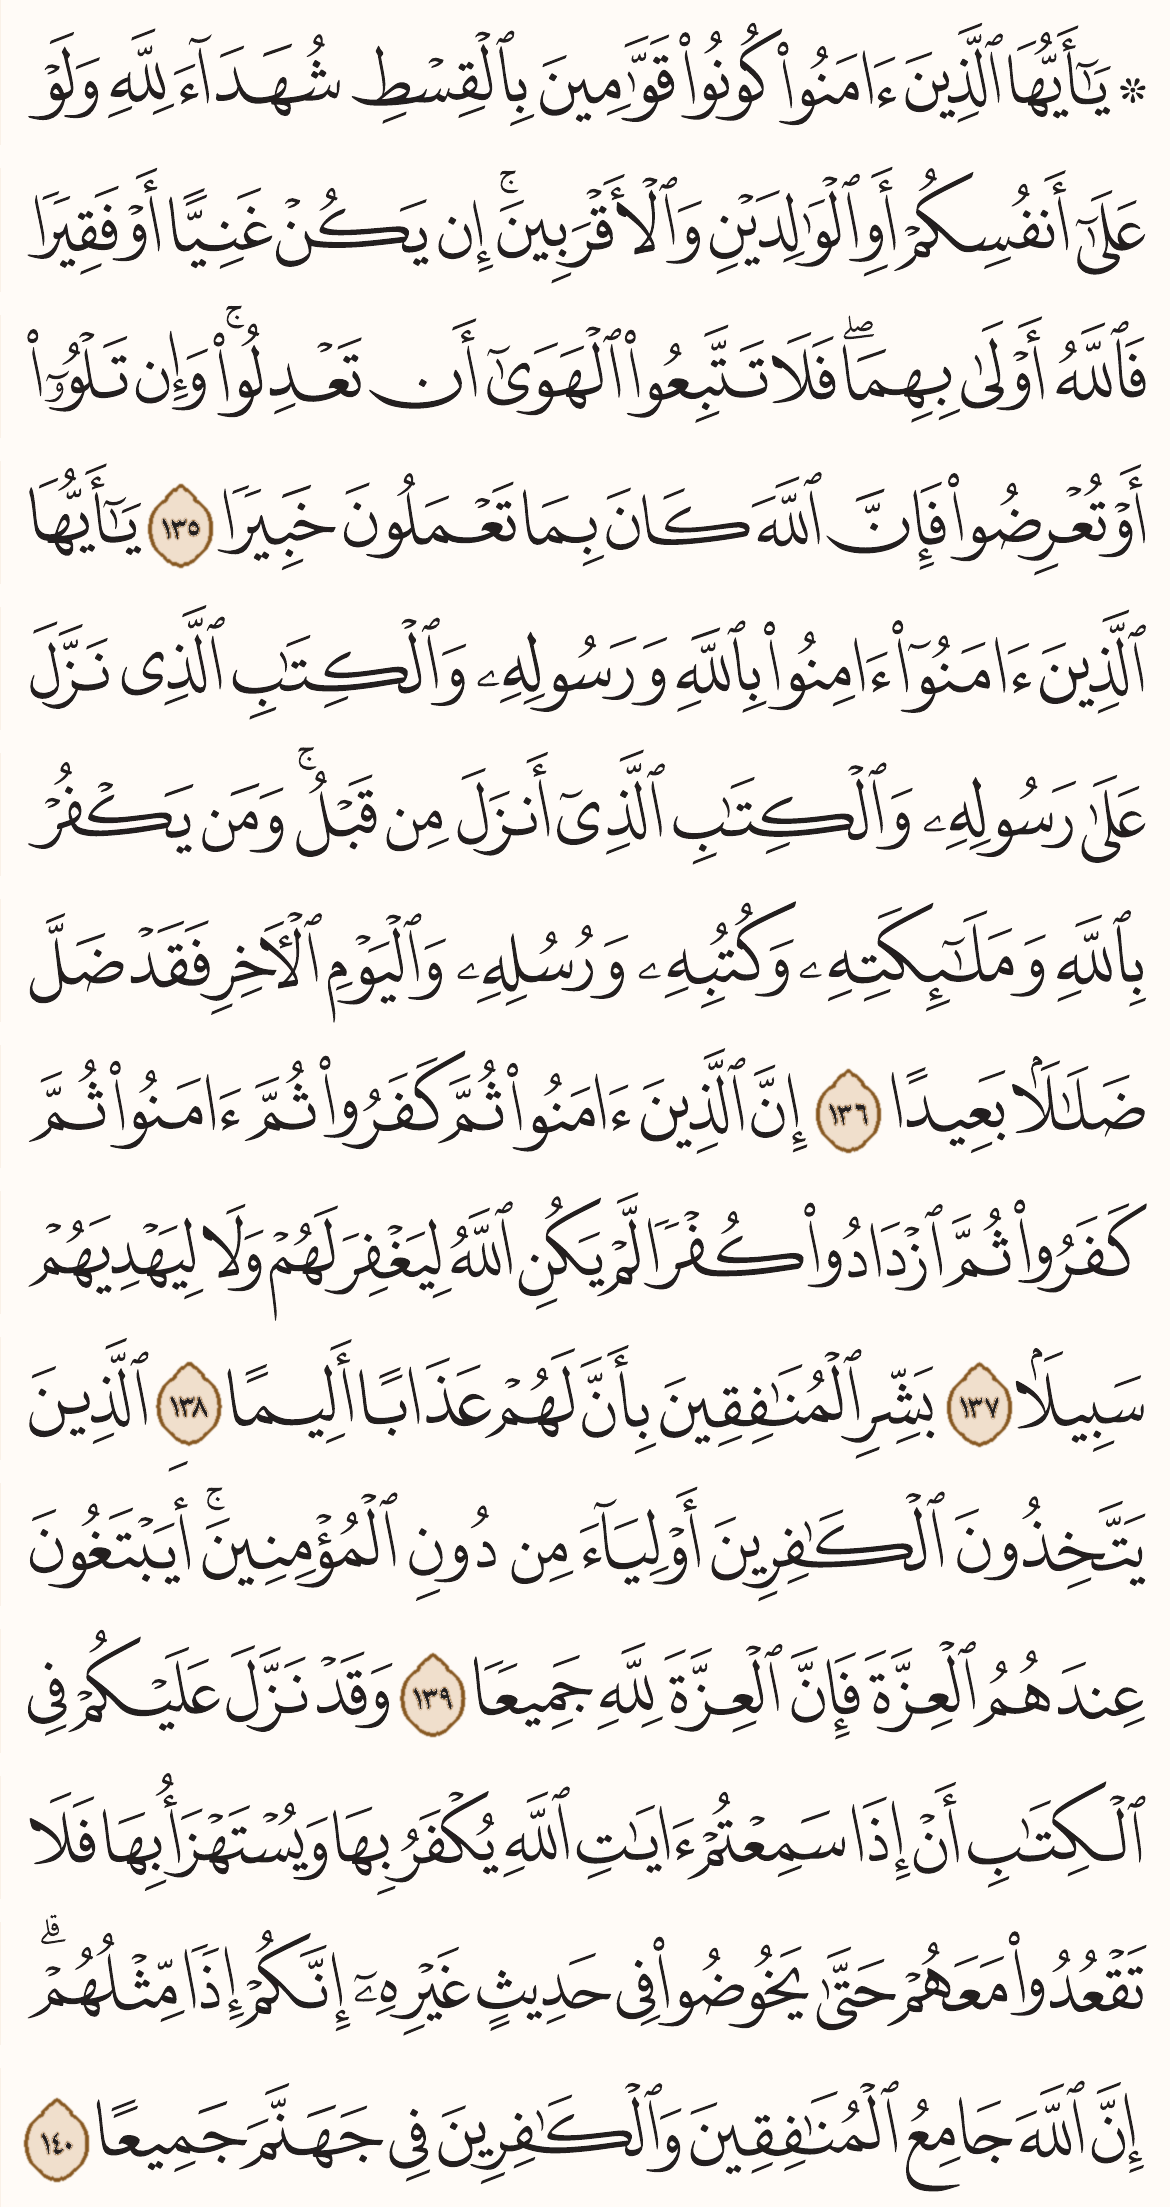 ۞ يَـٰٓأَيُّهَا ٱلَّذِينَ ءَامَنُوا۟ كُونُوا۟ قَوَّٰمِينَ بِٱلْقِسْطِ شُهَدَآءَ لِلَّهِ وَلَوْ
عَلَىٰٓ أَنفُسِكُمْ أَوِ ٱلْوَٰلِدَيْنِ وَٱلْأَقْرَبِينَ ۚ إِن يَكُنْ غَنِيًّا أَوْ فَقِيرًا
فَٱللَّهُ أَوْلَىٰ بِهِمَا ۖ فَلَا تَتَّبِعُوا۟ ٱلْهَوَىٰٓ أَن تَعْدِلُوا۟ ۚ وَإِن تَلْوُۥٓا۟
أَوْ تُعْرِضُوا۟ فَإِنَّ ٱللَّهَ كَانَ بِمَا تَعْمَلُونَ خَبِيرًا ١٣٥ يَـٰٓأَيُّهَا
ٱلَّذِينَ ءَامَنُوٓا۟ ءَامِنُوا۟ بِٱللَّهِ وَرَسُولِهِۦ وَٱلْكِتَـٰبِ ٱلَّذِى نَزَّلَ
عَلَىٰ رَسُولِهِۦ وَٱلْكِتَـٰبِ ٱلَّذِىٓ أَنزَلَ مِن قَبْلُ ۚ وَمَن يَكْفُرْ
بِٱللَّهِ وَمَلَـٰٓئِكَتِهِۦ وَكُتُبِهِۦ وَرُسُلِهِۦ وَٱلْيَوْمِ ٱلْـَٔاخِرِ فَقَدْ ضَلَّ
ضَلَـٰلًۢا بَعِيدًا ١٣٦ إِنَّ ٱلَّذِينَ ءَامَنُوا۟ ثُمَّ كَفَرُوا۟ ثُمَّ ءَامَنُوا۟ ثُمَّ
كَفَرُوا۟ ثُمَّ ٱزْدَادُوا۟ كُفْرًا لَّمْ يَكُنِ ٱللَّهُ لِيَغْفِرَ لَهُمْ وَلَا لِيَهْدِيَهُمْ
سَبِيلًۢا ١٣٧ بَشِّرِ ٱلْمُنَـٰفِقِينَ بِأَنَّ لَهُمْ عَذَابًا أَلِيمًا ١٣٨ ٱلَّذِينَ
يَتَّخِذُونَ ٱلْكَـٰفِرِينَ أَوْلِيَآءَ مِن دُونِ ٱلْمُؤْمِنِينَ ۚ أَيَبْتَغُونَ
عِندَهُمُ ٱلْعِزَّةَ فَإِنَّ ٱلْعِزَّةَ لِلَّهِ جَمِيعًا ١٣٩ وَقَدْ نَزَّلَ عَلَيْكُمْ فِى
ٱلْكِتَـٰبِ أَنْ إِذَا سَمِعْتُمْ ءَايَـٰتِ ٱللَّهِ يُكْفَرُ بِهَا وَيُسْتَهْزَأُ بِهَا فَلَا
تَقْعُدُوا۟ مَعَهُمْ حَتَّىٰ يَخُوضُوا۟ فِى حَدِيثٍ غَيْرِهِۦٓ ۚ إِنَّكُمْ إِذًا مِّثْلُهُمْ ۗ
إِنَّ ٱللَّهَ جَامِعُ ٱلْمُنَـٰفِقِينَ وَٱلْكَـٰفِرِينَ فِى جَهَنَّمَ جَمِيعًا ١٤٠